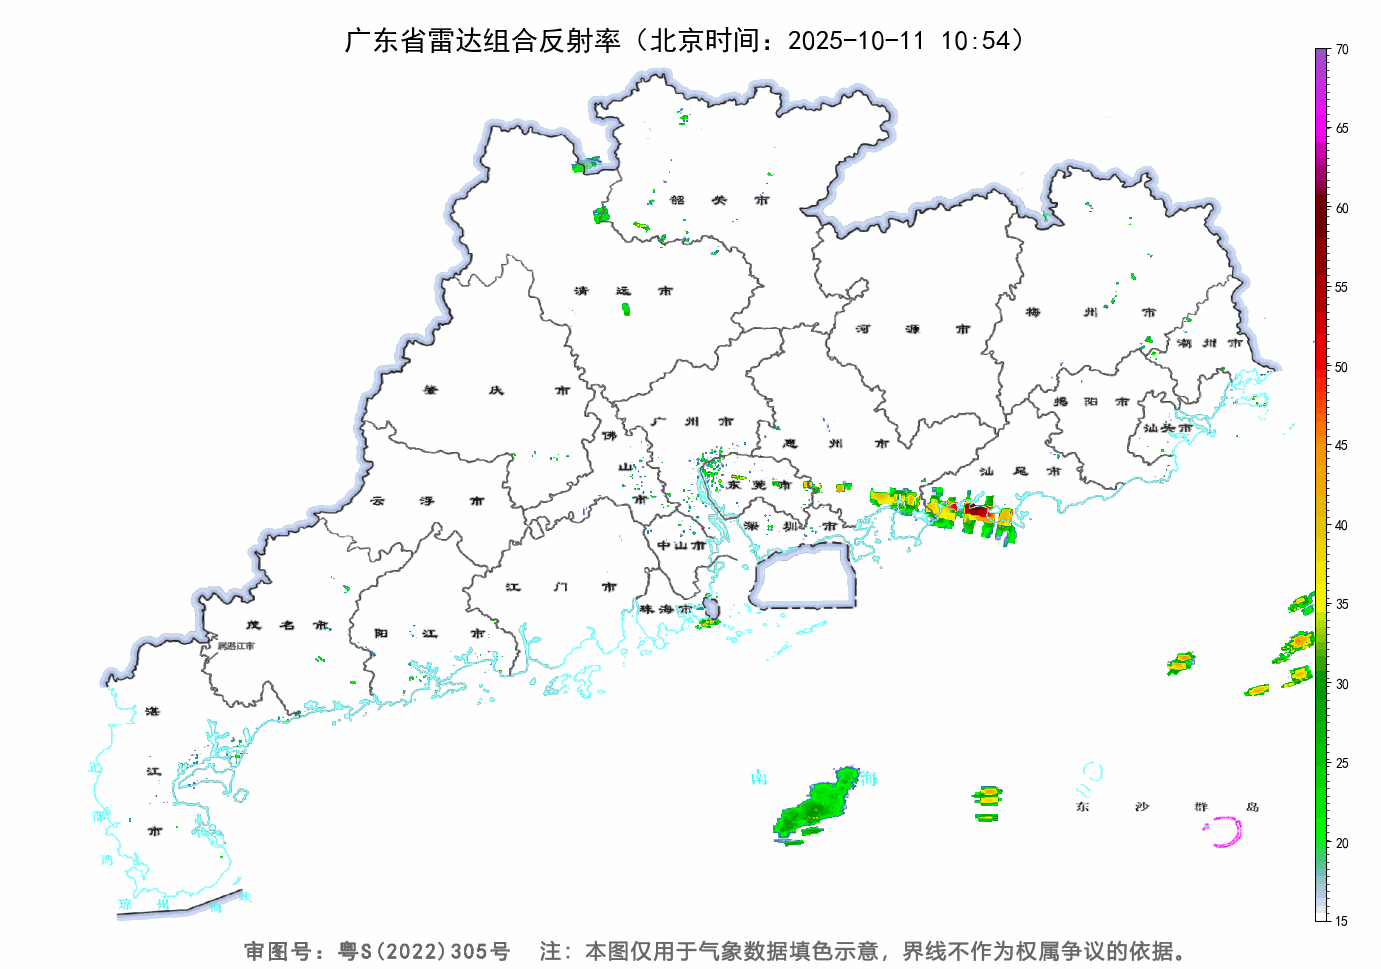 广东省雷达组合反射率（北京时间：2025-10-11 10:54）
70
65
60
55
50
45
40
35
30
25
20
15
韶关市
清远市
河源市
梅州市
潮州市
肇庆市
广州市
佛山市
惠州市
揭阳市
汕头市
汕尾市
云浮市
东莞市
深圳市
中山市
江门市
珠海市
茂名市
阳江市
属湛江市
湛江市
北部湾
南海
东沙群岛
琼州海峡
审图号：粤S(2022)305号 注：本图仅用于气象数据填色示意，界线不作为权属争议的依据。